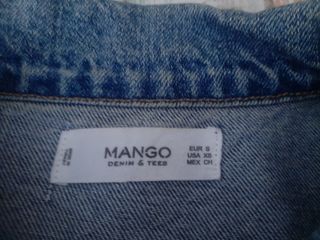 MANGO
DENIM & TEES
EUR S
USA XS
MEX CH